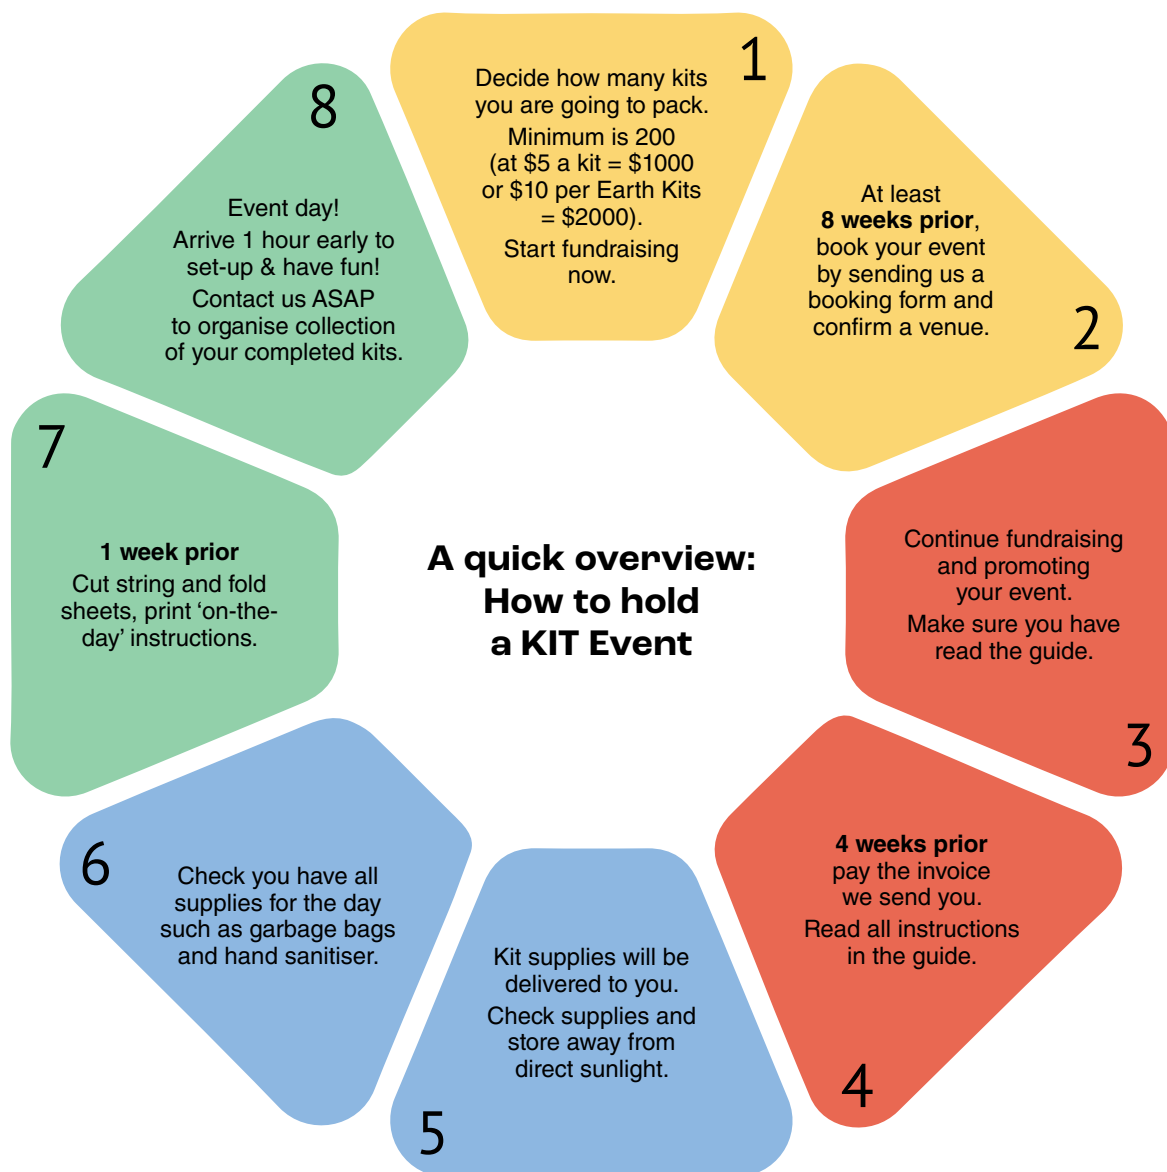 A quick overview:
How to hold
a KIT Event
1
Decide how many kits
you are going to pack.
Minimum is 200
(at $5 a kit = $1000
or $10 per Earth Kits
= $2000).
Start fundraising
now.
2
At least
8 weeks prior,
book your event
by sending us a
booking form and
confirm a venue.
3
Continue fundraising
and promoting
your event.
Make sure you have
read the guide.
4
4 weeks prior
pay the invoice
we send you.
Read all instructions
in the guide.
5
Kit supplies will be
delivered to you.
Check supplies and
store away from
direct sunlight.
6
Check you have all
supplies for the day
such as garbage bags
and hand sanitiser.
7
1 week prior
Cut string and fold
sheets, print ‘on-the-
day’ instructions.
8
Event day!
Arrive 1 hour early to
set-up & have fun!
Contact us ASAP
to organise collection
of your completed kits.